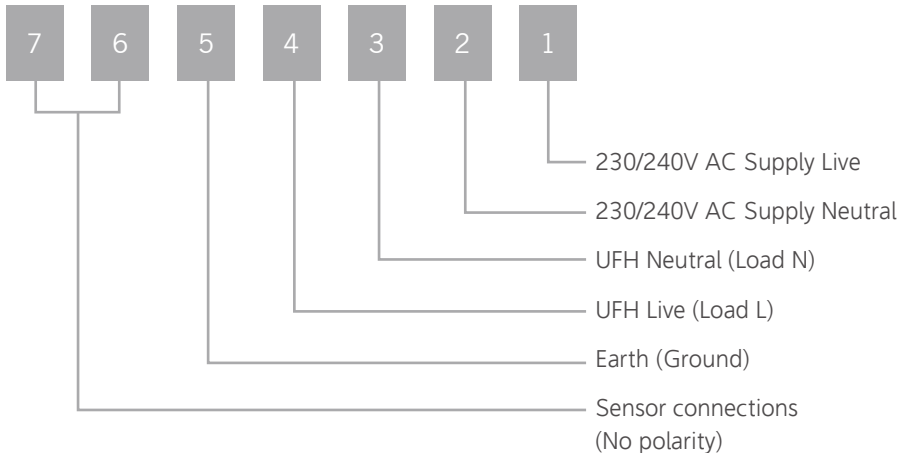 7 6 5 4 3 2 1
230/240V AC Supply Live
230/240V AC Supply Neutral
UFH Neutral (Load N)
UFH Live (Load L)
Earth (Ground)
Sensor connections
(No polarity)